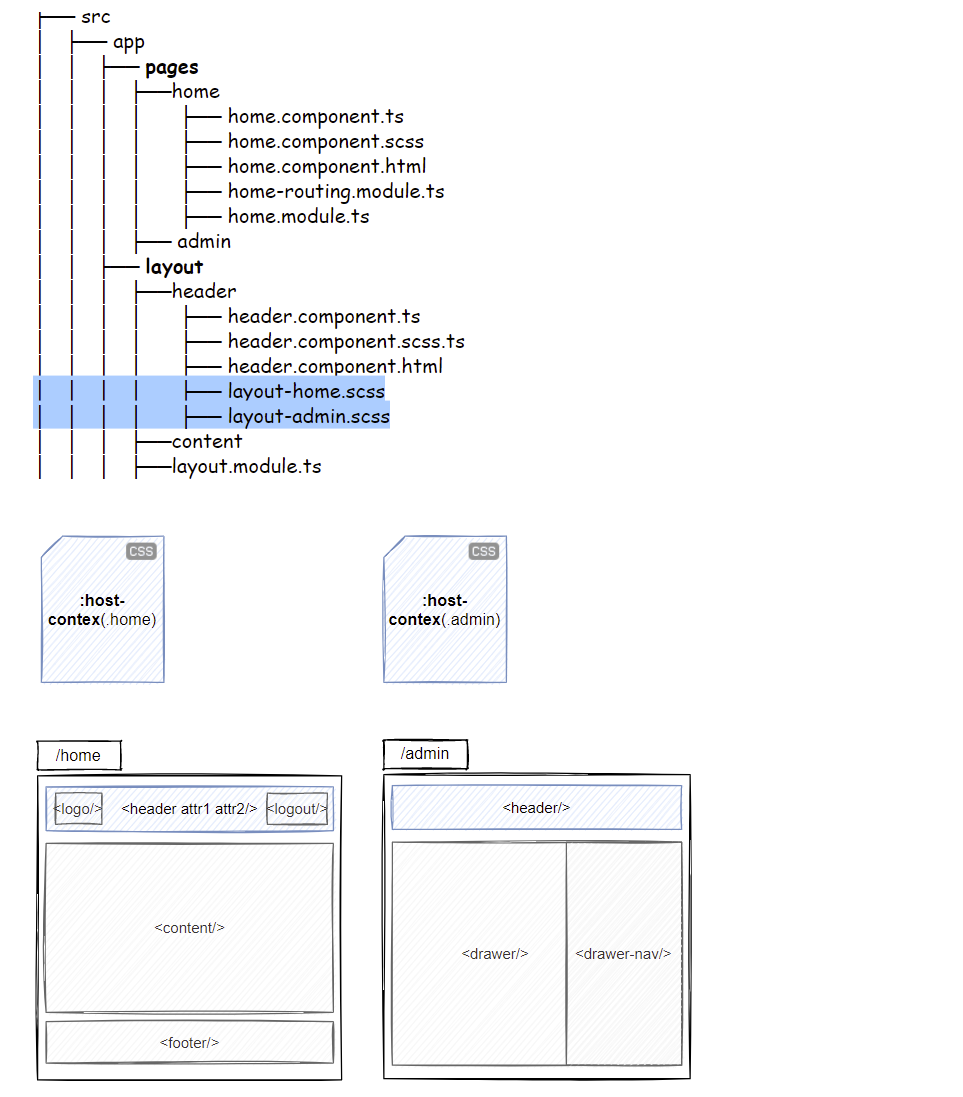 src
app
pages
home
home.component.ts
home.component.scss
home.component.html
home-routing.module.ts
home.module.ts
admin
layout
header
header.component.ts
header.component.scss.ts
header.component.html
layout-home.scss
layout-admin.scss
content
layout.module.ts
CSS
:host-
contex(.home)
CSS
:host-
contex(.admin)
/home
<logo/> <header attr1 attr2/> <logout/>
<content/>
<footer/>
/admin
<header/>
<drawer/> <drawer-nav/>